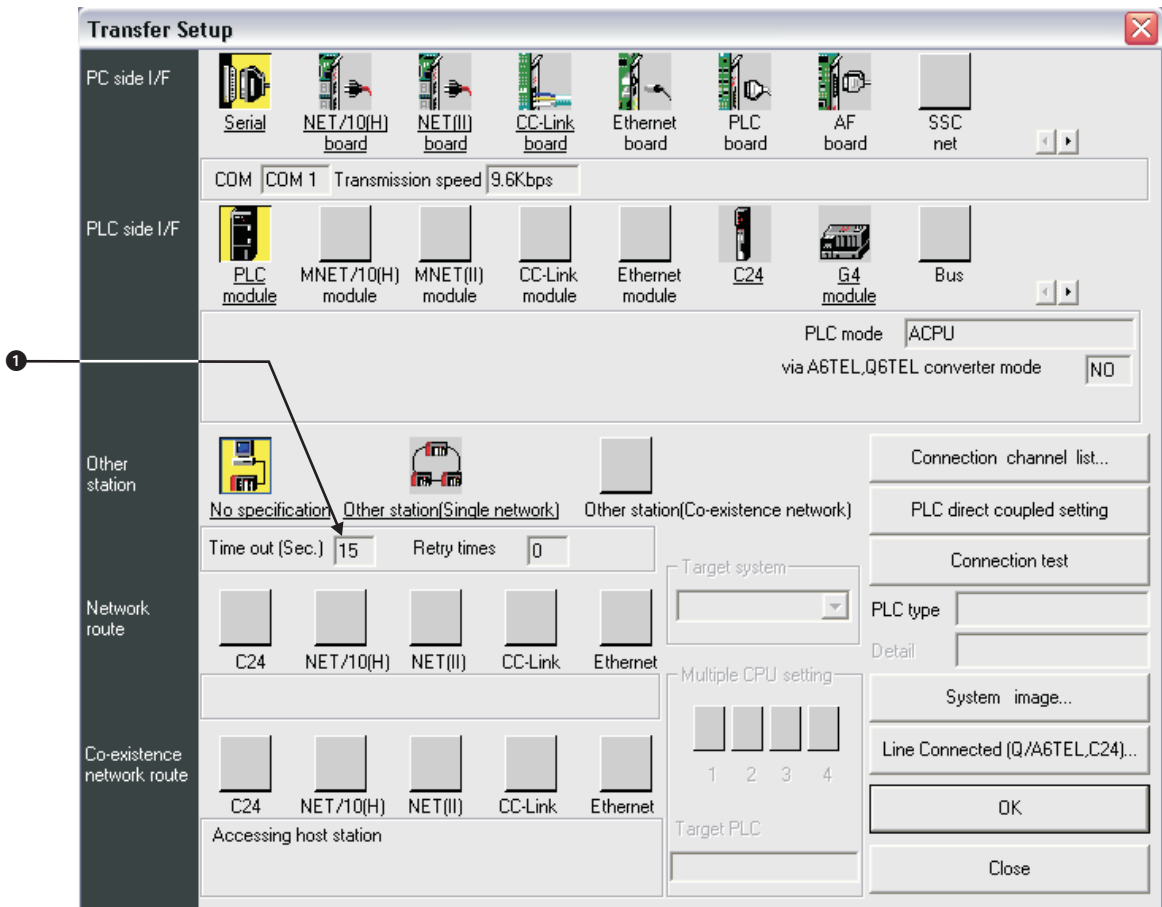 Transfer Setup
PC side I/F
Serial
NET/10(H) board
NET(II) board
CC-Link board
Ethernet board
PLC board
AF board
SSC net
COM COM 1 Transmission speed 9.6Kbps
PLC side I/F
PLC module
MNET/10(H) module
MNET(II) module
CC-Link module
Ethernet module
C24
G4 module
Bus
PLC mode ACPU
via A6TEL,Q6TEL converter mode NO
1
Other station
No specification
Other station(Single network)
Other station(Co-existence network)
Time out (Sec.) 15 Retry times 0
Connection channel list...
PLC direct coupled setting
Connection test
Target system
PLC type
Detail
Network route
C24 NET/10(H) NET(II) CC-Link Ethernet
Multiple CPU setting
1 2 3 4
Target PLC
System image...
Line Connected (Q/A6TEL,C24)...
OK
Close
Co-existence network route
C24 NET/10(H) NET(II) CC-Link Ethernet
Accessing host station